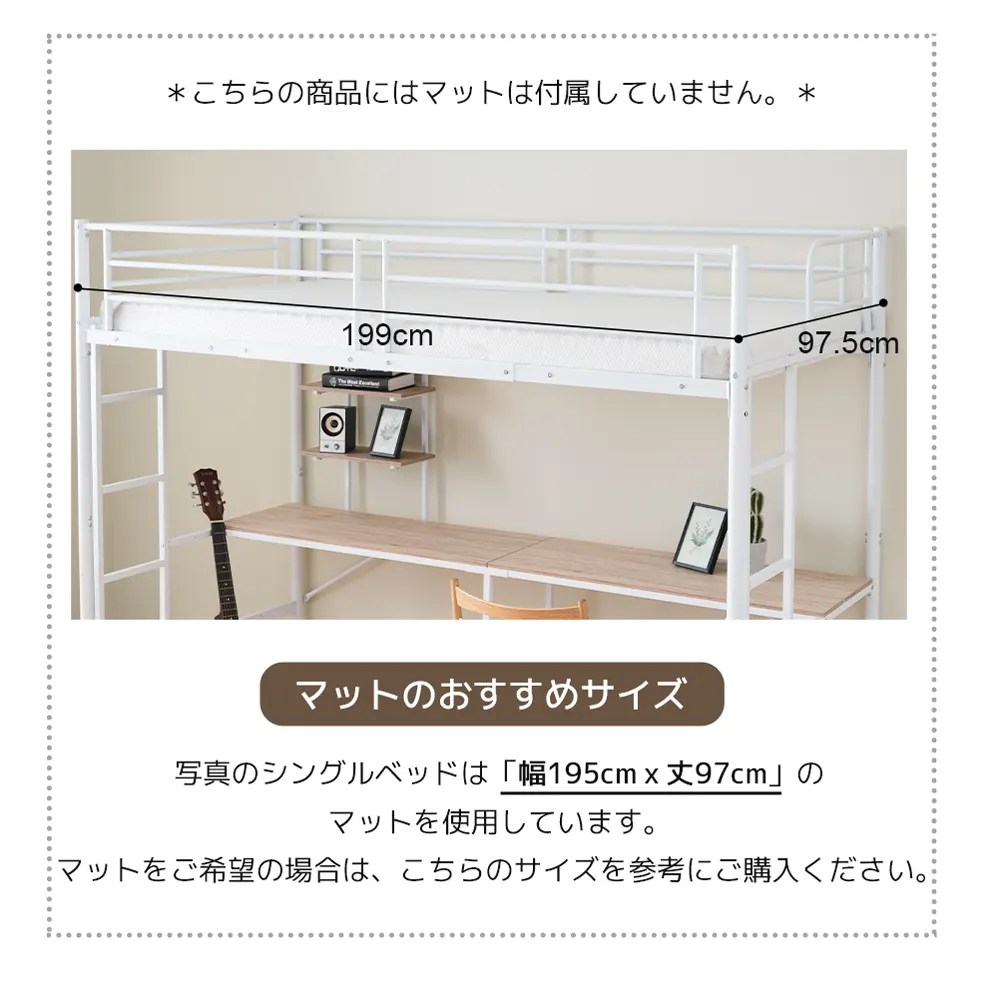 ＊こちらの商品にはマットは付属していません。＊
199cm
97.5cm
The Most Excellent
マットのおすすめサイズ
写真のシングルベッドは「幅195cm x 丈97cm」の
マットを使用しています。
マットをご希望の場合は、こちらのサイズを参考にご購入ください。